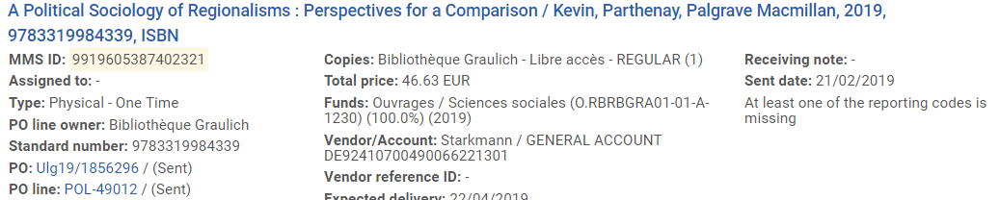 A Political Sociology of Regionalisms : Perspectives for a Comparison / Kevin, Parthenay, Palgrave Macmillan, 2019,
9783319984339, ISBN
MMS ID: 9919605387402321
Assigned to: -
Type: Physical - One Time
PO line owner: Bibliothèque Graulich
Standard number: 9783319984339
PO: Ulg19/1856296 / (Sent)
PO line: POL-49012 / (Sent)
Copies: Bibliothèque Graulich - Libre accès - REGULAR (1)
Total price: 46.63 EUR
Funds: Ouvrages / Sciences sociales (O.RBRBGRA01-01-A-
1230) (100.0%) (2019)
Vendor/Account: Starkmann / GENERAL ACCOUNT
DE92410700490066221301
Vendor reference ID: -
Expected delivery: 22/04/2019
Receiving note: -
Sent date: 21/02/2019
At least one of the reporting codes is
missing